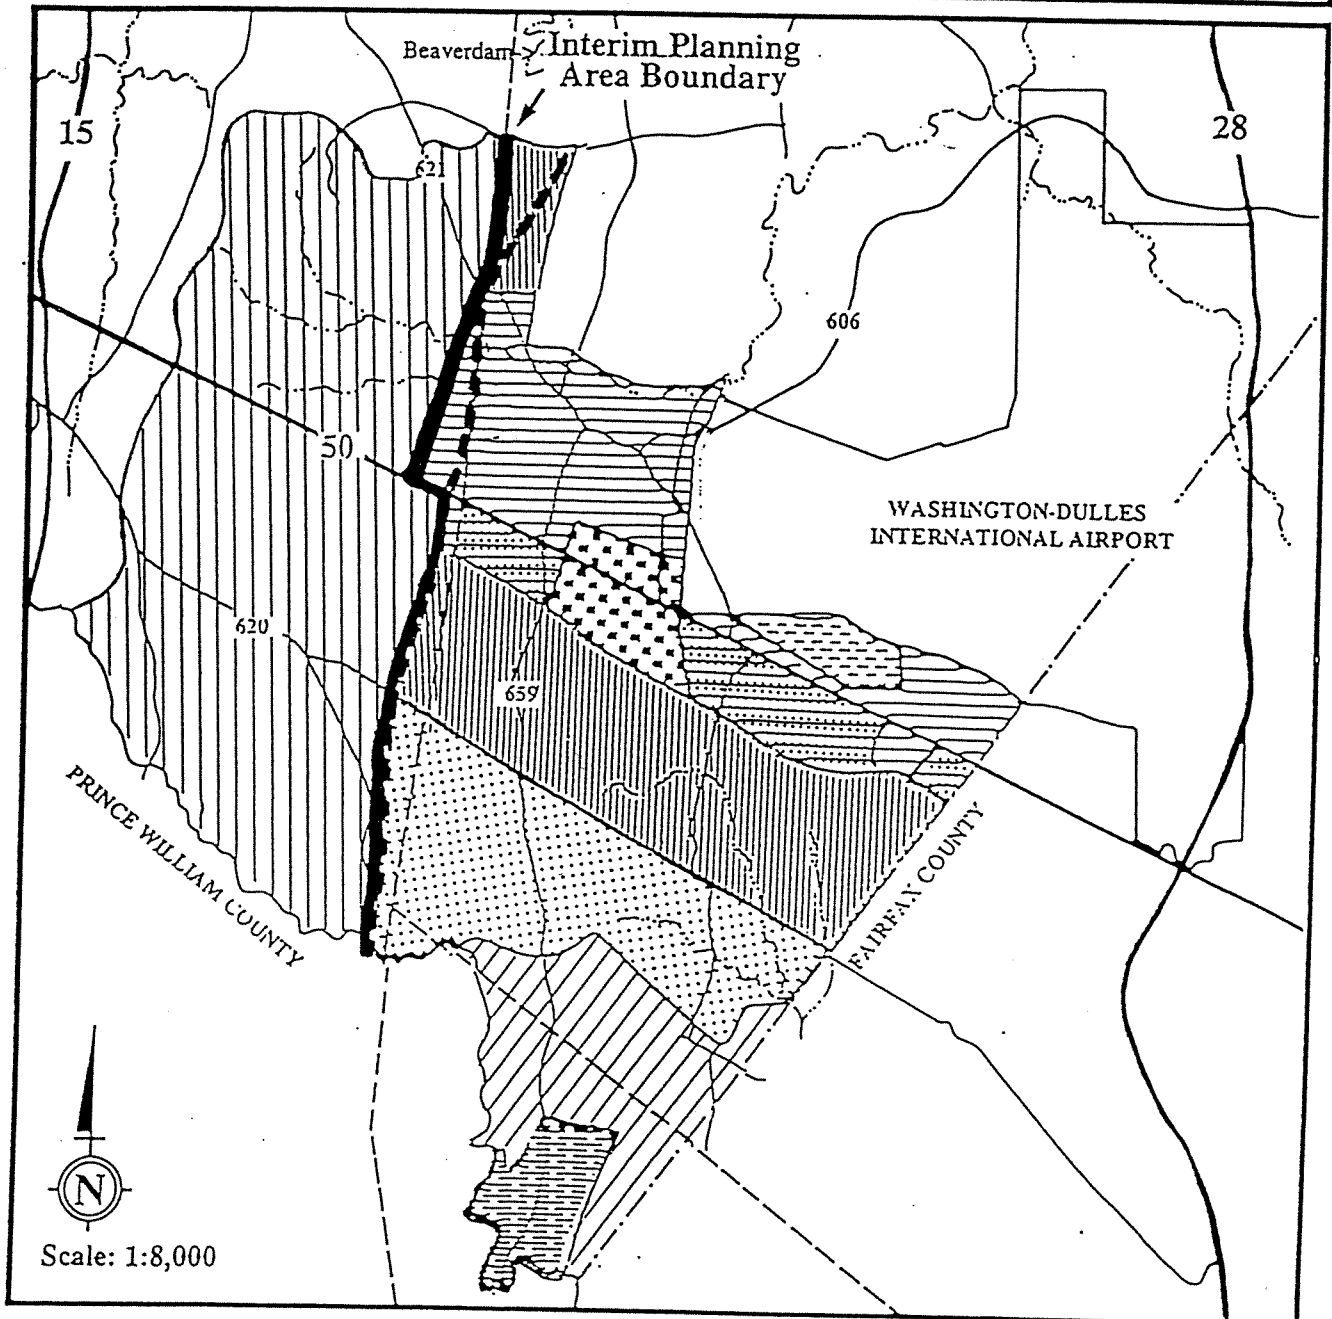 Beaverdam
Interim Planning
Area Boundary
15
28
621
606
50
WASHINGTON-DULLES
INTERNATIONAL AIRPORT
620
659
PRINCE WILLIAM COUNTY
FAIRFAX COUNTY
N
Scale: 1:8,000